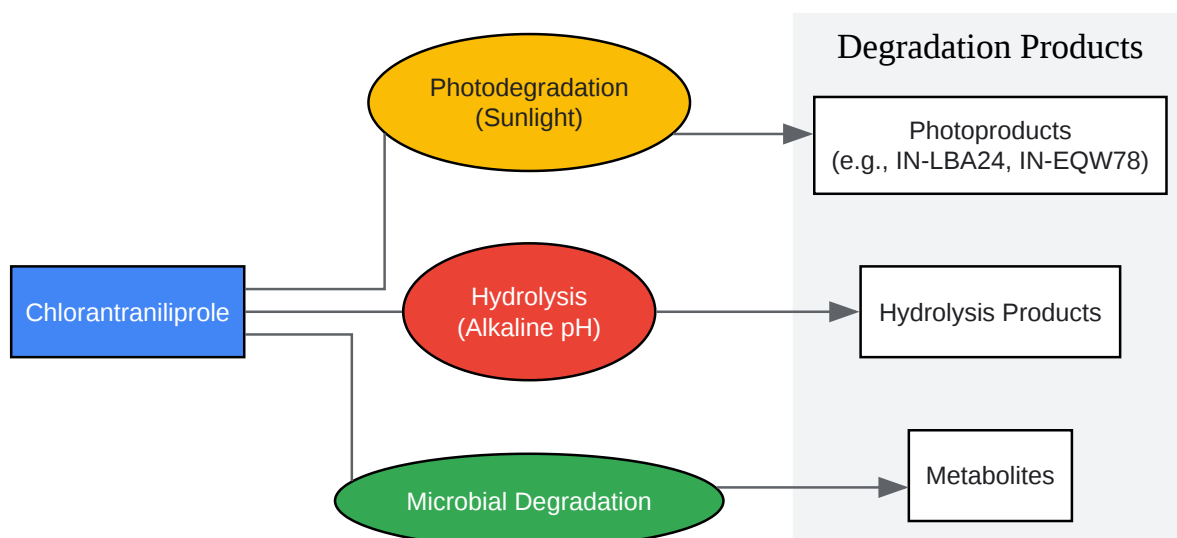 Degradation Products
Photodegradation
(Sunlight)
Photoproducts
(e.g., IN-LBA24, IN-EQW78)
Chlorantraniliprole
Hydrolysis
(Alkaline pH)
Hydrolysis Products
Microbial Degradation
Metabolites